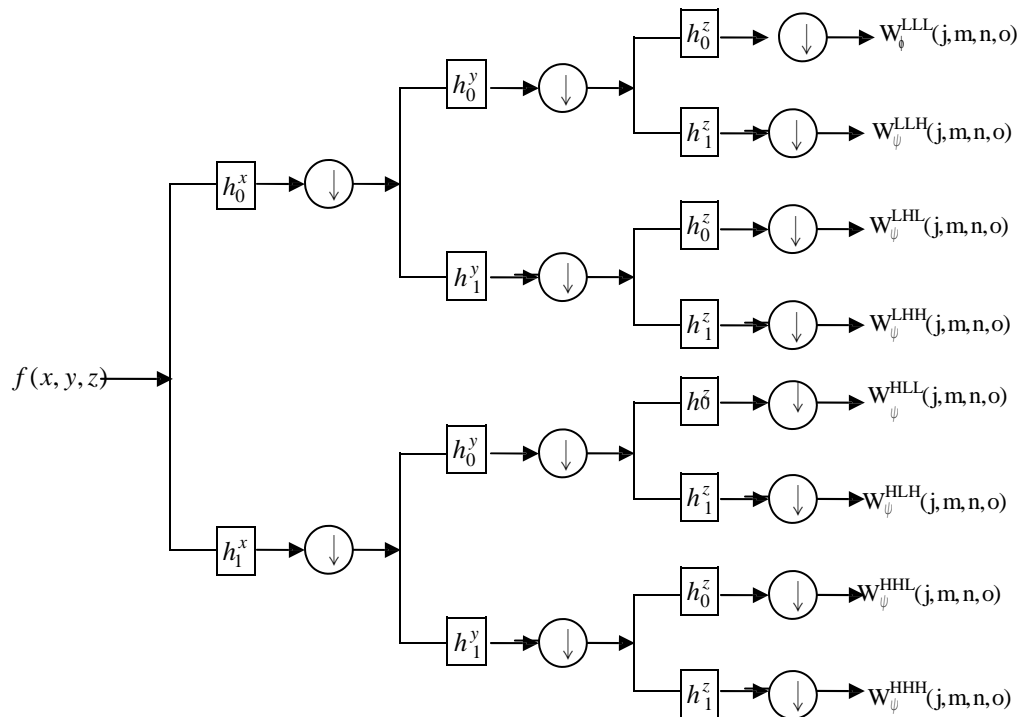 h_0^z
W_ϕ^{LLL}(j,m,n,o)
h_0^y
↓
↓
h_1^z
↓
W_ψ^{LLH}(j,m,n,o)
h_0^x
↓
h_0^z
↓
W_ψ^{LHL}(j,m,n,o)
h_1^y
↓
h_1^z
↓
W_ψ^{LHH}(j,m,n,o)
f(x, y, z)
h_0^z
↓
W_ψ^{HLL}(j,m,n,o)
h_0^y
↓
h_1^z
↓
W_ψ^{HLH}(j,m,n,o)
h_1^x
↓
h_0^z
↓
W_ψ^{HHL}(j,m,n,o)
h_1^y
↓
h_1^z
↓
W_ψ^{HHH}(j,m,n,o)